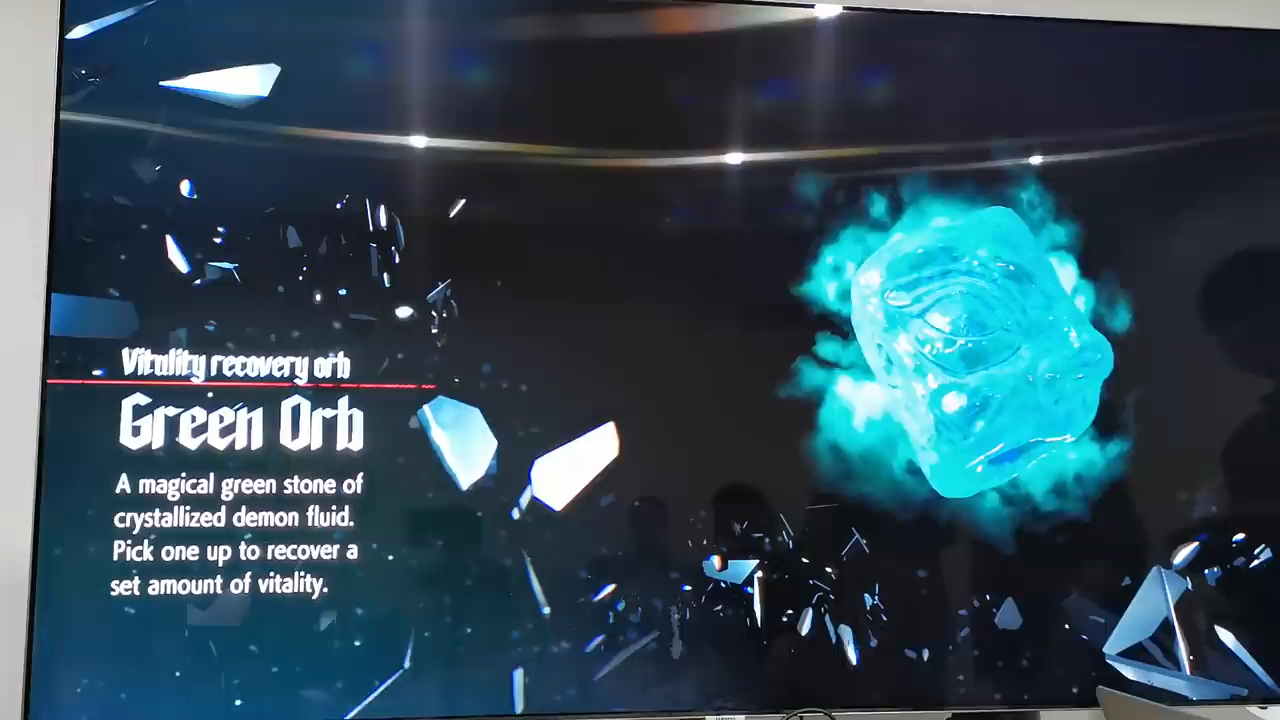 Vitality recovery orb
Green Orb
A magical green stone of
crystallized demon fluid.
Pick one up to recover a
set amount of vitality.